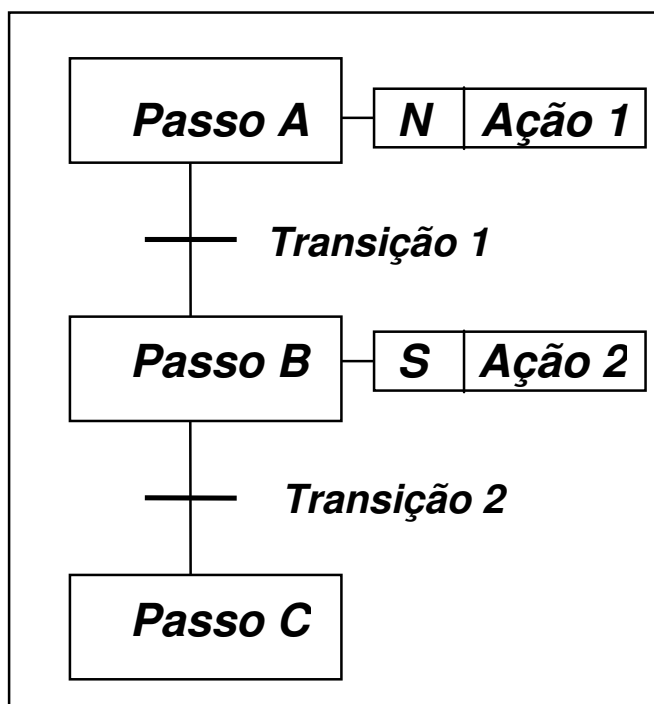 Passo A N Ação 1
Transição 1
Passo B S Ação 2
Transição 2
Passo C